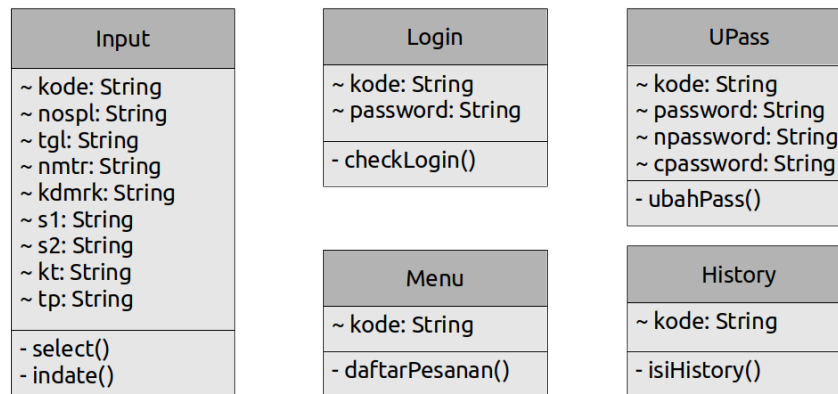 Input
~ kode: String
~ nospl: String
~ tgl: String
~ nmtr: String
~ kdmrk: String
~ s1: String
~ s2: String
~ kt: String
~ tp: String
- select()
- indate()
Login
~ kode: String
~ password: String
- checkLogin()
UPass
~ kode: String
~ password: String
~ npassword: String
~ cpassword: String
- ubahPass()
Menu
~ kode: String
- daftarPesanan()
History
~ kode: String
- isiHistory()